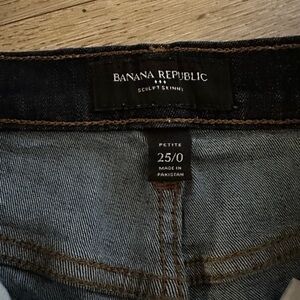 BANANA REPUBLIC
SCULPT SKINNY
PETITE
25/0
MADE IN
PAKISTAN